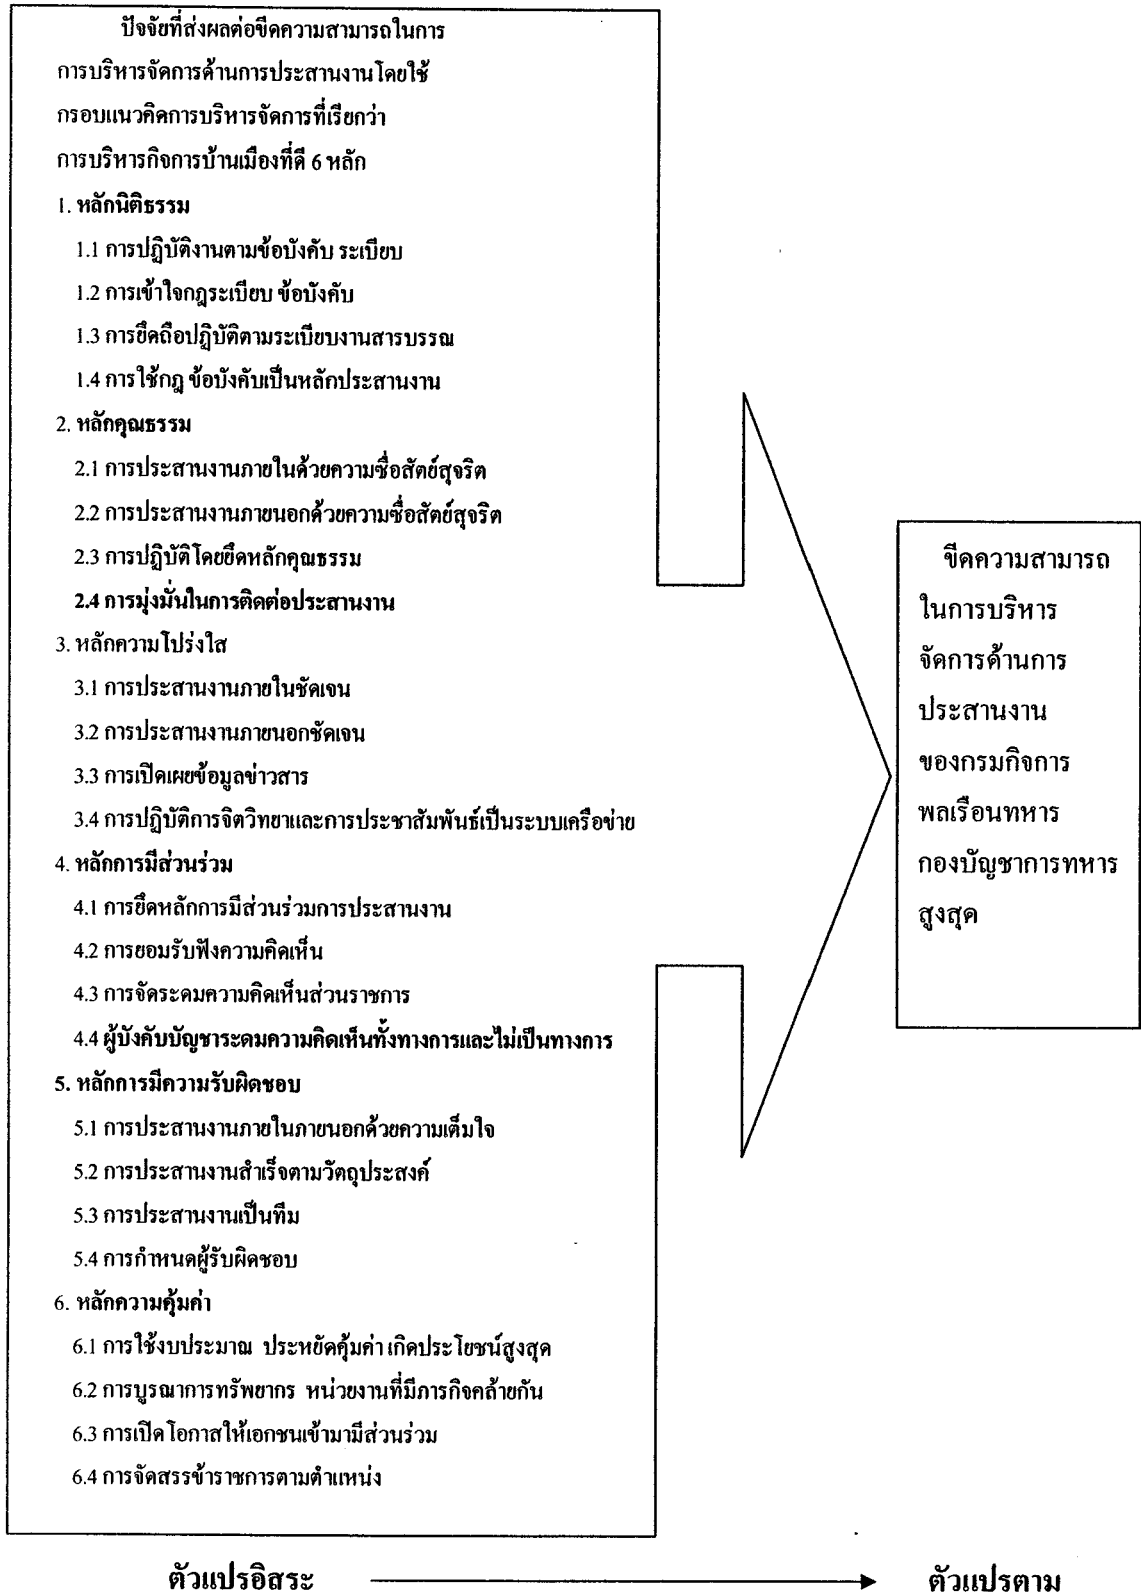 ปัจจัยที่ส่งผลต่อขีดความสามารถในการ
การบริหารจัดการด้านการประสานงานโดยใช้
กรอบแนวคิดการบริหารจัดการที่เรียกว่า
การบริหารกิจการบ้านเมืองที่ดี 6 หลัก
1. หลักนิติธรรม
1.1 การปฏิบัติงานตามข้อบังคับ ระเบียบ
1.2 การเข้าใจกฎระเบียบ ข้อบังคับ
1.3 การยึดถือปฏิบัติตามระเบียบงานสารบรรณ
1.4 การใช้กฎ ข้อบังคับเป็นหลักประสานงาน
2. หลักคุณธรรม
2.1 การประสานงานภายในด้วยความซื่อสัตย์สุจริต
2.2 การประสานงานภายนอกด้วยความซื่อสัตย์สุจริต
2.3 การปฏิบัติโดยยึดหลักคุณธรรม
2.4 การมุ่งมั่นในการติดต่อประสานงาน
3. หลักความโปร่งใส
3.1 การประสานงานภายในชัดเจน
3.2 การประสานงานภายนอกชัดเจน
3.3 การเปิดเผยข้อมูลข่าวสาร
3.4 การปฏิบัติการจิตวิทยาและการประชาสัมพันธ์เป็นระบบเครือข่าย
4. หลักการมีส่วนร่วม
4.1 การยึดหลักการมีส่วนร่วมการประสานงาน
4.2 การยอมรับฟังความคิดเห็น
4.3 การจัดระดมความคิดเห็นส่วนราชการ
4.4 ผู้บังคับบัญชาระดมความคิดเห็นทั้งทางการและไม่เป็นทางการ
5. หลักการมีความรับผิดชอบ
5.1 การประสานงานภายในภายนอกด้วยความเต็มใจ
5.2 การประสานงานสำเร็จตามวัตถุประสงค์
5.3 การประสานงานเป็นทีม
5.4 การกำหนดผู้รับผิดชอบ
6. หลักความคุ้มค่า
6.1 การใช้งบประมาณ ประหยัดคุ้มค่า เกิดประโยชน์สูงสุด
6.2 การบูรณาการทรัพยากร หน่วยงานที่มีภารกิจคล้ายกัน
6.3 การเปิดโอกาสให้เอกชนเข้ามามีส่วนร่วม
6.4 การจัดสรรข้าราชการตามตำแหน่ง
ขีดความสามารถ
ในการบริหาร
จัดการด้านการ
ประสานงาน
ของกรมกิจการ
พลเรือนทหาร
กองบัญชาการทหาร
สูงสุด
ตัวแปรอิสระ
ตัวแปรตาม